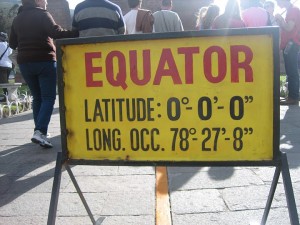 EQUATOR
LATITUDE: 0°-0'-0"
LONG. OCC. 78°-27'-8"